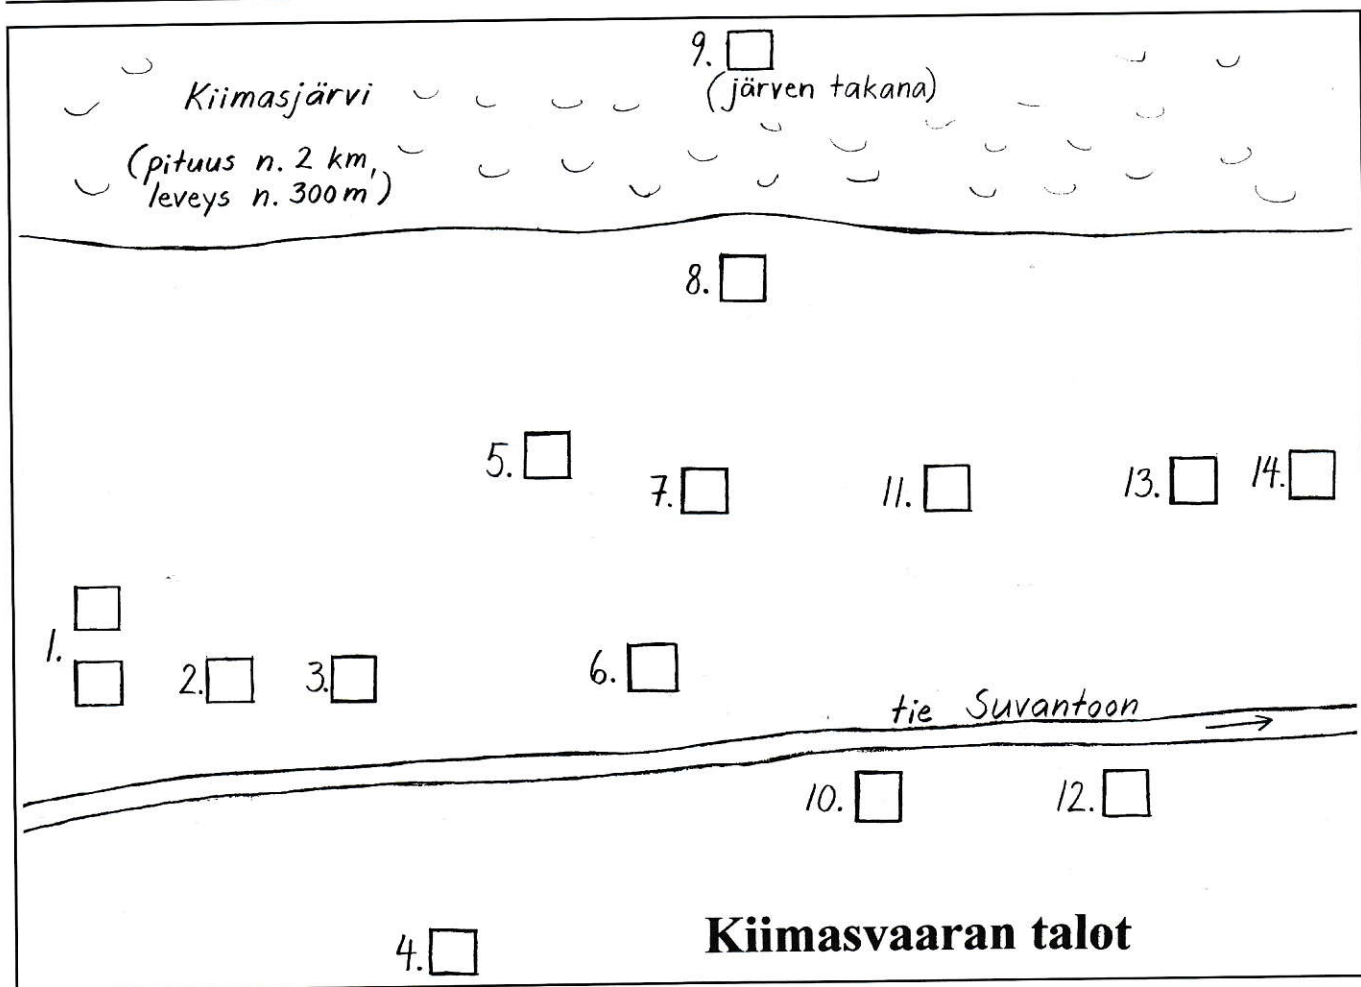 9.
Kiimasjärvi
(järven takana)
(pituus n. 2 km,
leveys n. 300 m)
8.
5.
7.
11.
13.
14.
1.
2.
3.
6.
tie Suvantoon
10.
12.
4.
Kiimasvaaran talot